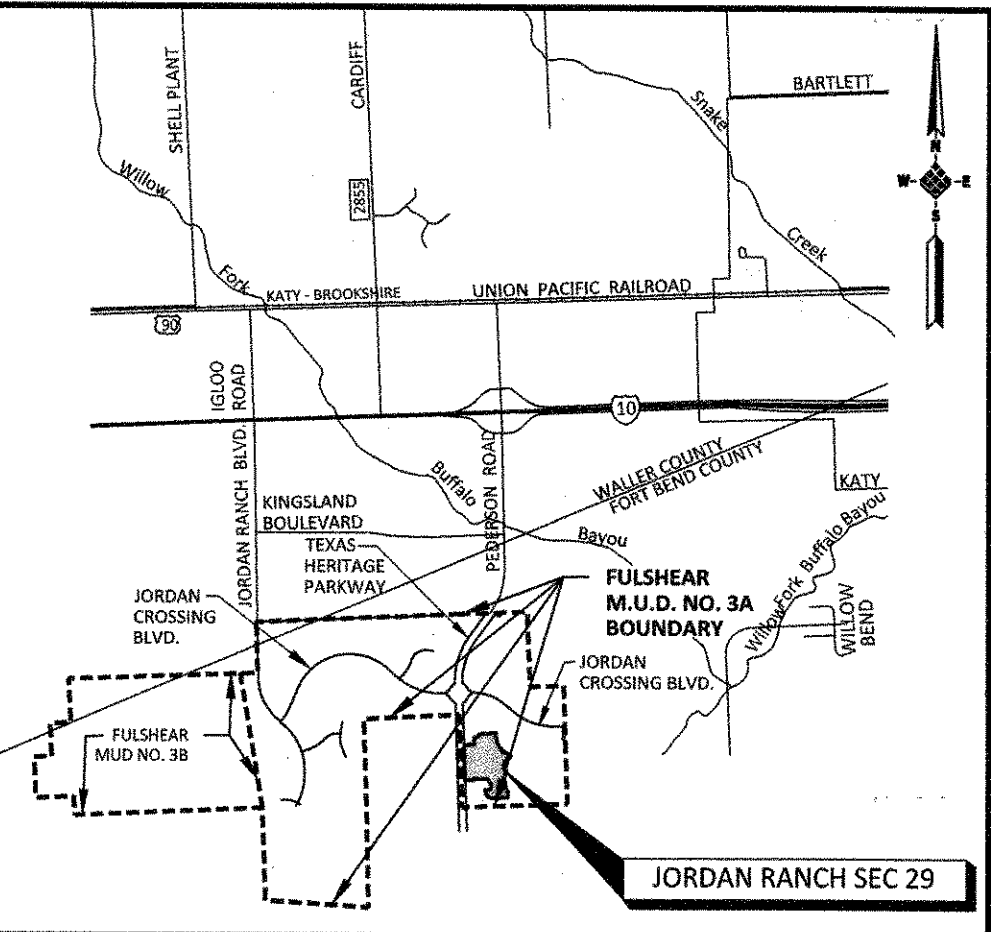 SHELL PLANT
CARDIFF
BARTLETT
Snake
Creek
N
W
E
S
Willow
Fork
2855
KATY - BROOKSHIRE
UNION PACIFIC RAILROAD
90
IGLOO
ROAD
JORDAN RANCH BLVD.
10
PEDERSON ROAD
Buffalo
Bayou
WALLER COUNTY
FORT BEND COUNTY
KATY
KINGSLAND
BOULEVARD
TEXAS
HERITAGE
PARKWAY
JORDAN
CROSSING
BLVD.
FULSHEAR
M.U.D. NO. 3A
BOUNDARY
Willow Fork Buffalo Bayou
WILLOW
BEND
JORDAN
CROSSING BLVD.
FULSHEAR
MUD NO. 3B
JORDAN RANCH SEC 29